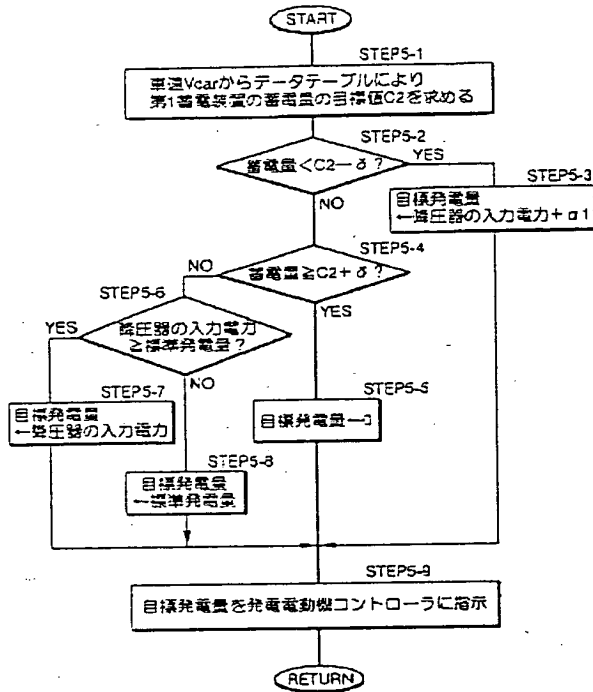 START
STEP5-1
車速Vcarからデータテーブルにより
第1蓄電装置の蓄電量の目標値C2を求める
STEP5-2
蓄電量<C2-δ?
YES
NO
STEP5-3
目標発電量
←降圧器の入力電力+α1
STEP5-4
蓄電量≧C2+δ?
NO
YES
STEP5-6
降圧器の入力電力
≧標準発電量?
YES
NO
STEP5-7
目標発電量
←降圧器の入力電力
STEP5-5
目標発電量←0
STEP5-8
目標発電量
←標準発電量
STEP5-9
目標発電量を発電電動機コントローラに指示
RETURN